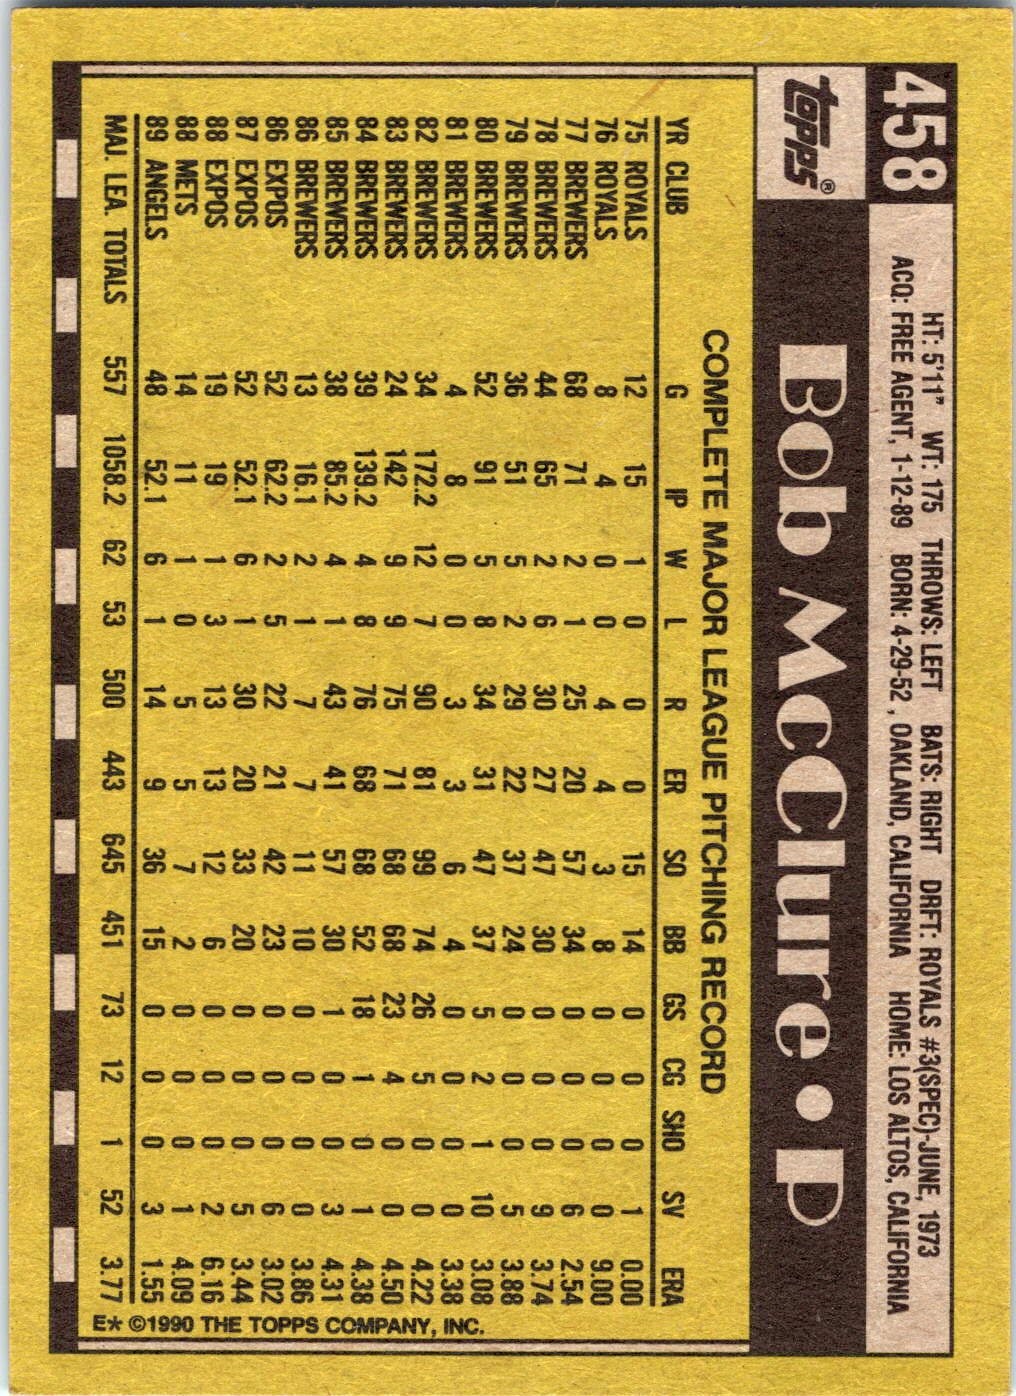 458
HT: 5'11" WT: 175 THROWS: LEFT BATS: RIGHT DRFT: ROYALS #3(SPEC)-JUNE, 1973
ACQ: FREE AGENT, 1-12-89 BORN: 4-29-52, OAKLAND, CALIFORNIA HOME: LOS ALTOS, CALIFORNIA
topps®
Bob McClure • P
COMPLETE MAJOR LEAGUE PITCHING RECORD
YR CLUB G IP W L R ER SO BB GS CG SHO SV ERA
75 ROYALS 12 15 1 0 0 0 15 14 0 0 0 1 0.00
76 ROYALS 8 4 0 0 4 4 3 8 0 0 0 0 9.00
77 BREWERS 68 71 2 1 25 20 57 34 0 0 0 6 2.54
78 BREWERS 44 65 2 6 30 27 47 30 0 0 0 9 3.74
79 BREWERS 36 51 5 2 29 22 37 24 0 0 0 5 3.88
80 BREWERS 52 91 5 8 34 31 47 37 5 2 1 10 3.08
81 BREWERS 4 8 0 0 3 3 6 4 0 0 0 0 3.38
82 BREWERS 34 172.2 12 7 90 81 99 74 26 5 0 0 4.22
83 BREWERS 24 142 9 9 75 71 68 68 23 4 0 0 4.50
84 BREWERS 39 139.2 4 8 76 68 68 52 18 1 0 1 4.38
85 BREWERS 38 85.2 4 1 43 41 57 30 1 0 0 3 4.31
86 BREWERS 13 16.1 2 1 7 7 11 10 0 0 0 0 3.86
86 EXPOS 52 62.2 2 5 22 21 42 23 0 0 0 6 3.02
87 EXPOS 52 52.1 6 1 30 20 33 20 0 0 0 5 3.44
88 EXPOS 19 19 1 3 13 13 12 6 0 0 0 2 6.16
88 METS 14 11 1 0 5 5 7 2 0 0 0 1 4.09
89 ANGELS 48 52.1 6 1 14 9 36 15 0 0 0 3 1.55
MAJ. LEA. TOTALS 557 1058.2 62 53 500 443 645 451 73 12 1 52 3.77
E* ©1990 THE TOPPS COMPANY, INC.